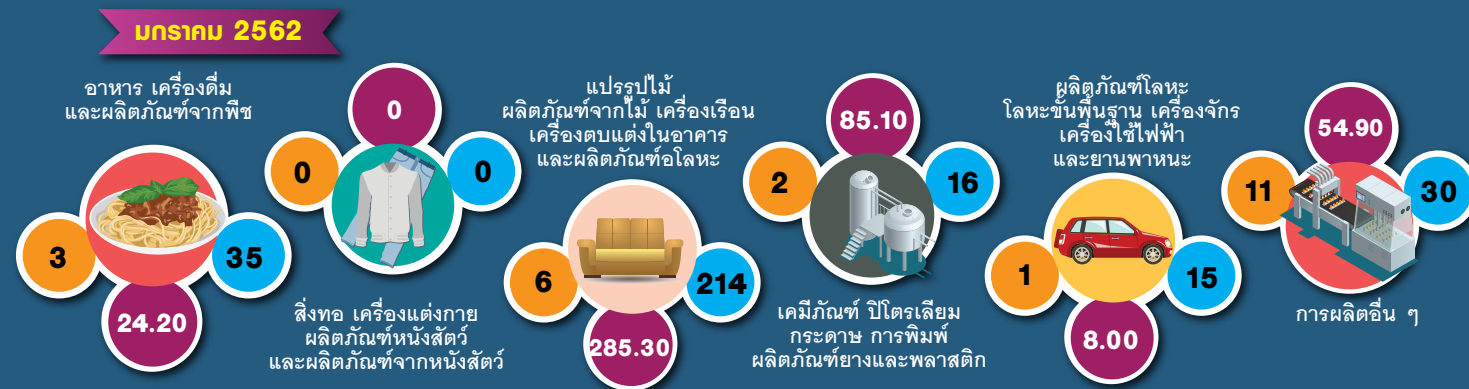 มกราคม 2562
อาหาร เครื่องดื่ม
และผลิตภัณฑ์จากพืช
3
35
24.20
0
0
0
สิ่งทอ เครื่องแต่งกาย
ผลิตภัณฑ์หนังสัตว์
และผลิตภัณฑ์จากหนังสัตว์
แปรรูปไม้
ผลิตภัณฑ์จากไม้ เครื่องเรือน
เครื่องตบแต่งในอาคาร
และผลิตภัณฑ์อโลหะ
6
214
285.30
85.10
2
16
เคมีภัณฑ์ ปิโตรเลียม
กระดาษ การพิมพ์
ผลิตภัณฑ์ยางและพลาสติก
ผลิตภัณฑ์โลหะ
โลหะขั้นพื้นฐาน เครื่องจักร
เครื่องใช้ไฟฟ้า
และยานพาหนะ
1
15
8.00
54.90
11
30
การผลิตอื่น ๆ